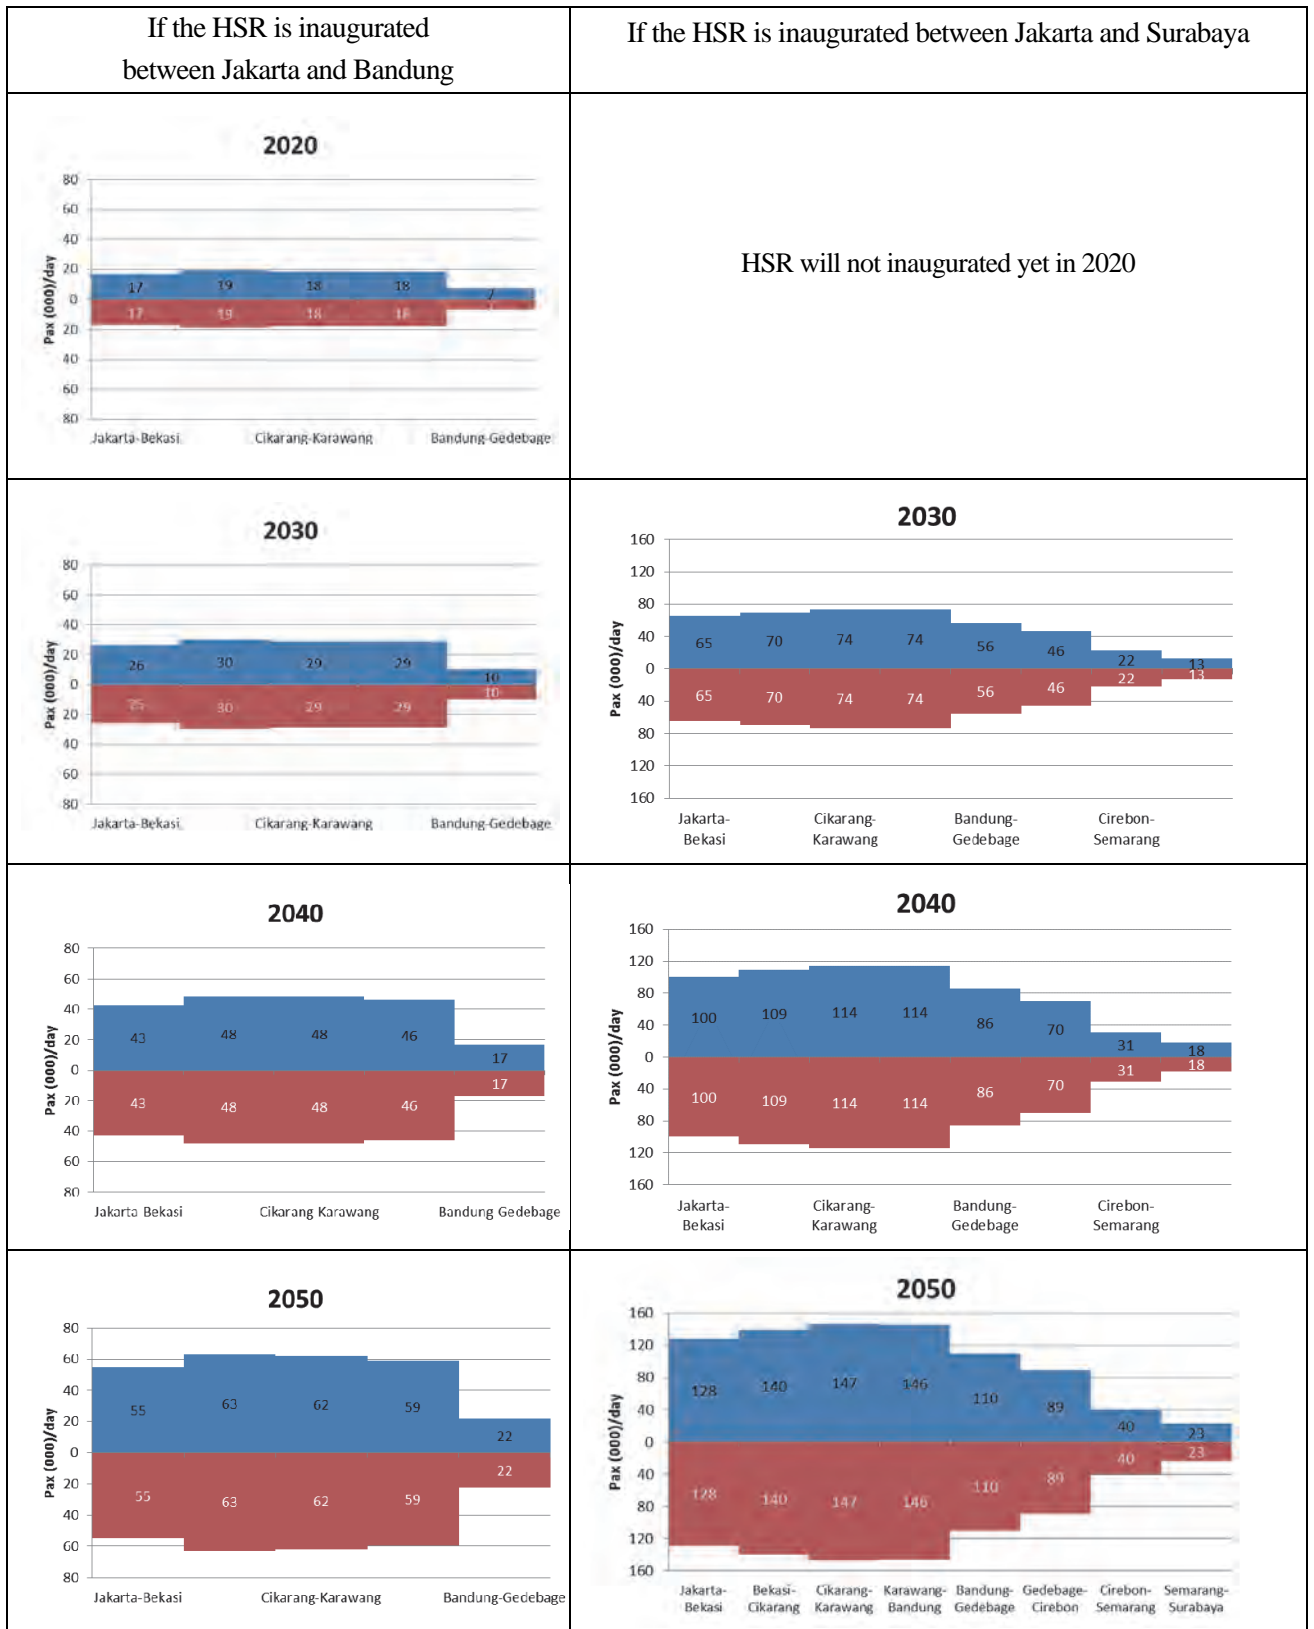 If the HSR is inaugurated
between Jakarta and Bandung
If the HSR is inaugurated between Jakarta and Surabaya
2020
Pax (000)/day
80
60
40
20
0
20
40
60
80
17 19 18 18 7
17 19 18 18
Jakarta-Bekasi Cikarang-Karawang Bandung-Gedebage
HSR will not inaugurated yet in 2020
2030
Pax (000)/day
80
60
40
20
0
20
40
60
80
26 30 29 29 10
30 29 29 10
Jakarta-Bekasi Cikarang-Karawang Bandung-Gedebage
2030
Pax (000)/day
160
120
80
40
0
40
80
120
160
65 70 74 74 56 46 22 13
65 70 74 74 56 46 22 13
Jakarta- Cikarang- Bandung- Cirebon-
Bekasi Karawang Gedebage Semarang
2040
Pax (000)/day
80
60
40
20
0
20
40
60
80
43 48 48 46 17
43 48 48 46 17
Jakarta Bekasi Cikarang Karawang Bandung Gedebage
2040
Pax (000)/day
160
120
80
40
0
40
80
120
160
100 109 114 114 86 70 31 18
100 109 114 114 86 70 31 18
Jakarta- Cikarang- Bandung- Cirebon-
Bekasi Karawang Gedebage Semarang
2050
Pax (000)/day
80
60
40
20
0
20
40
60
80
55 63 62 59 22
55 63 62 59 22
Jakarta-Bekasi Cikarang-Karawang Bandung-Gedebage
2050
Pax (000)/day
160
120
80
40
0
40
80
120
160
128 140 147 146 110 89 40 23
128 140 147 146 110 89 40 23
Jakarta- Bekasi- Cikarang- Karawang- Bandung- Gedebage- Cirebon- Semarang-
Bekasi Cikarang Karawang Bandung Gedebage Cirebon Semarang Surabaya